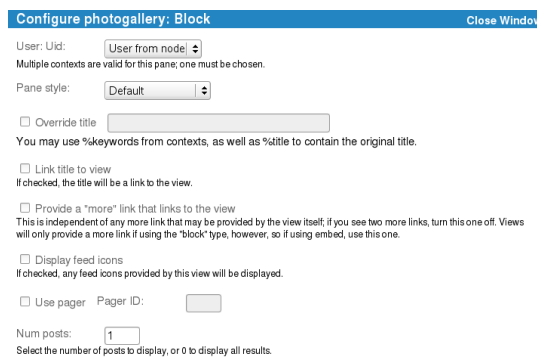 Configure photogallery: Block
Close Window
User: Uid:
User from node
Multiple contexts are valid for this pane; one must be chosen.
Pane style:
Default
Override title
You may use %keywords from contexts, as well as %title to contain the original title.
Link title to view
If checked, the title will be a link to the view.
Provide a "more" link that links to the view
This is independent of any more link that may be provided by the view itself; if you see two more links, turn this one off. Views
will only provide a more link if using the "block" type, however, so if using embed, use this one.
Display feed icons
If checked, any feed icons provided by this view will be displayed.
Use pager Pager ID:
Num posts:
1
Select the number of posts to display, or 0 to display all results.